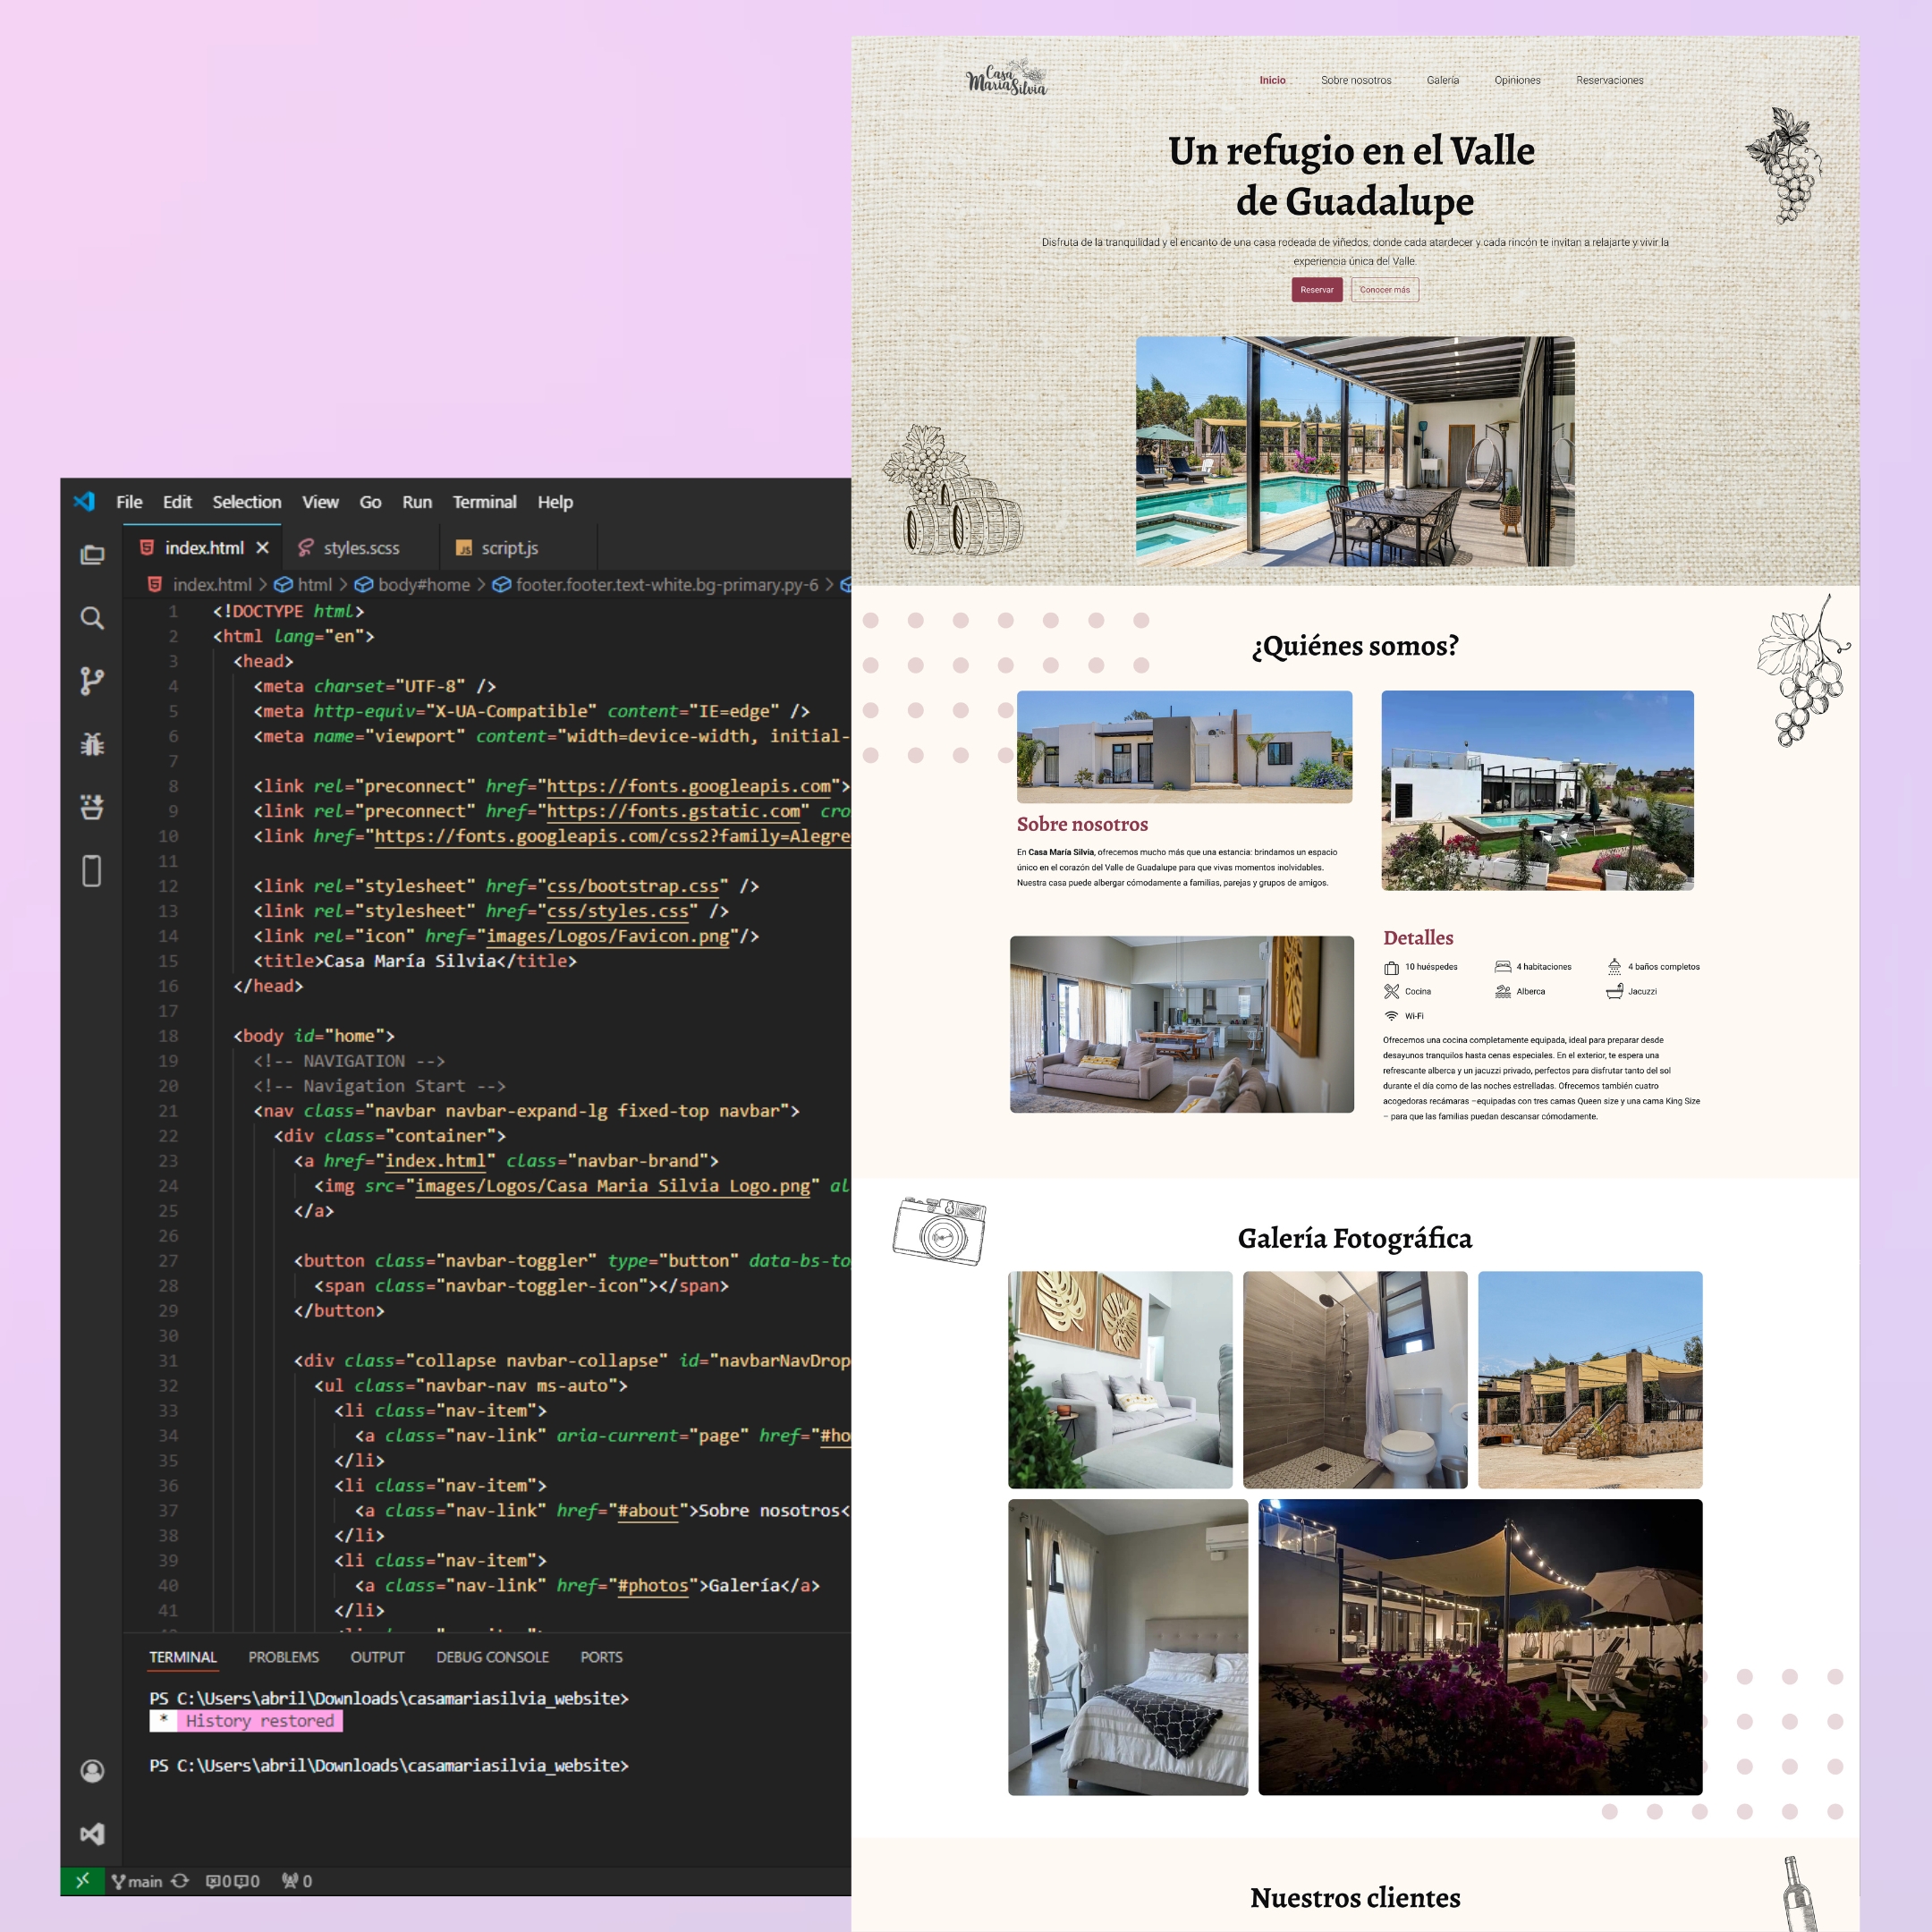 File Edit Selection View Go Run Terminal Help
index.html styles.scss script.js
index.html > html > body#home > footer.footer.text-white.bg-primary.py-6 >
1 <!DOCTYPE html>
2 <html lang="en">
3 <head>
4 <meta charset="UTF-8" />
5 <meta http-equiv="X-UA-Compatible" content="IE=edge" />
6 <meta name="viewport" content="width=device-width, initial-
7
8 <link rel="preconnect" href="https://fonts.googleapis.com">
9 <link rel="preconnect" href="https://fonts.gstatic.com" cro
10 <link href="https://fonts.googleapis.com/css2?family=Alegre
11
12 <link rel="stylesheet" href="css/bootstrap.css" />
13 <link rel="stylesheet" href="css/styles.css" />
14 <link rel="icon" href="images/Logos/Favicon.png"/>
15 <title>Casa María Silvia</title>
16 </head>
17
18 <body id="home">
19 <!-- NAVIGATION -->
20 <!-- Navigation Start -->
21 <nav class="navbar navbar-expand-lg fixed-top navbar">
22 <div class="container">
23 <a href="index.html" class="navbar-brand">
24 <img src="images/Logos/Casa Maria Silvia Logo.png" al
25 </a>
26
27 <button class="navbar-toggler" type="button" data-bs-to
28 <span class="navbar-toggler-icon"></span>
29 </button>
30
31 <div class="collapse navbar-collapse" id="navbarNavDrop
32 <ul class="navbar-nav ms-auto">
33 <li class="nav-item">
34 <a class="nav-link" aria-current="page" href="#ho
35 </li>
36 <li class="nav-item">
37 <a class="nav-link" href="#about">Sobre nosotros<
38 </li>
39 <li class="nav-item">
40 <a class="nav-link" href="#photos">Galería</a>
41 </li>
TERMINAL PROBLEMS OUTPUT DEBUG CONSOLE PORTS
PS C:\Users\abril\Downloads\casamariasilvia_website>
* History restored
PS C:\Users\abril\Downloads\casamariasilvia_website>
main 0 0 0
Casa
María Silvia
Inicio Sobre nosotros Galería Opiniones Reservaciones
Un refugio en el Valle
de Guadalupe
Disfruta de la tranquilidad y el encanto de una casa rodeada de viñedos, donde cada atardecer y cada rincón te invitan a relajarte y vivir la
experiencia única del Valle.
Reservar Conocer más
¿Quiénes somos?
Sobre nosotros
En Casa María Silvia, ofrecemos mucho más que una estancia: brindamos un espacio
único en el corazón del Valle de Guadalupe para que vivas momentos inolvidables.
Nuestra casa puede albergar cómodamente a familias, parejas y grupos de amigos.
Detalles
10 huéspedes 4 habitaciones 4 baños completos
Cocina Alberca Jacuzzi
Wi-Fi
Ofrecemos una cocina completamente equipada, ideal para preparar desde
desayunos tranquilos hasta cenas especiales. En el exterior, te espera una
refrescante alberca y un jacuzzi privado, perfectos para disfrutar tanto del sol
durante el día como de las noches estrelladas. Ofrecemos también cuatro
acogedoras recámaras –equipadas con tres camas Queen size y una cama King Size
– para que las familias puedan descansar cómodamente.
Galería Fotográfica
Nuestros clientes